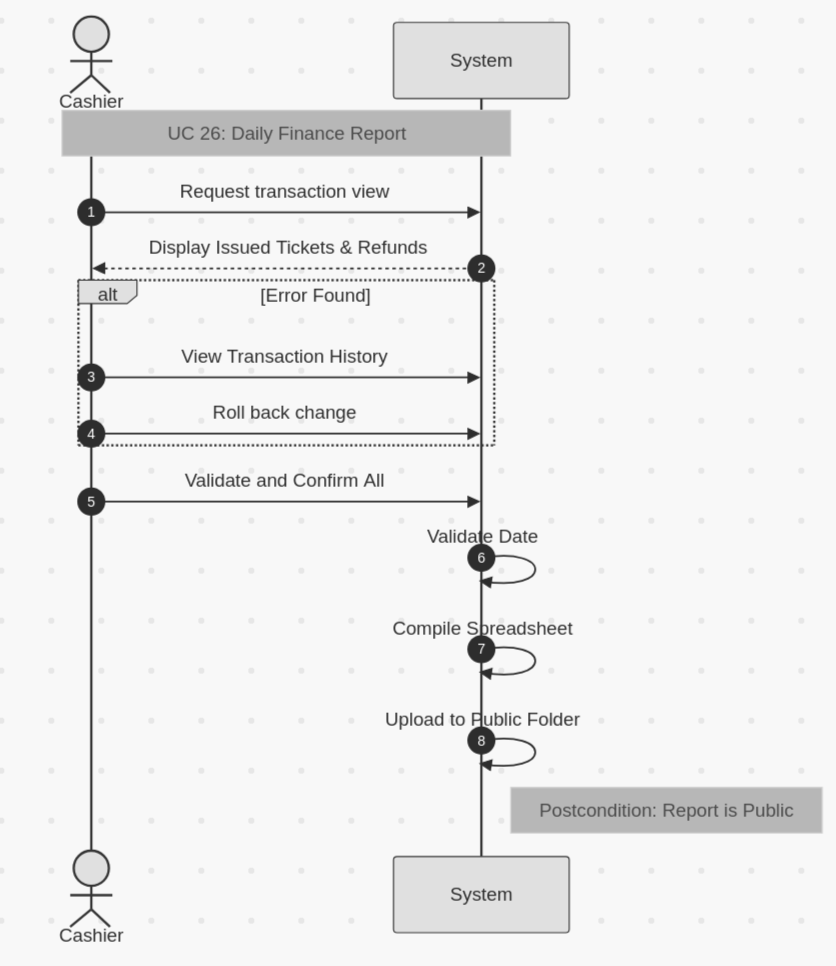 Cashier
System
UC 26: Daily Finance Report
Request transaction view
1
Display Issued Tickets & Refunds
2
alt
[Error Found]
View Transaction History
3
Roll back change
4
Validate and Confirm All
5
Validate Date
6
Compile Spreadsheet
7
Upload to Public Folder
8
Postcondition: Report is Public
System
Cashier